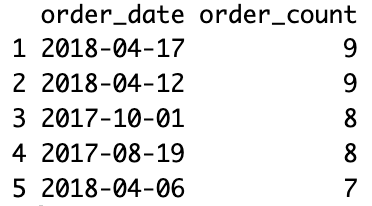 order_date order_count
1 2018-04-17 9
2 2018-04-12 9
3 2017-10-01 8
4 2017-08-19 8
5 2018-04-06 7